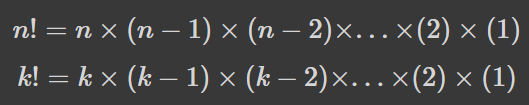 n! = n × (n − 1) × (n − 2)×. . . ×(2) × (1)
k! = k × (k − 1) × (k − 2)×. . . ×(2) × (1)